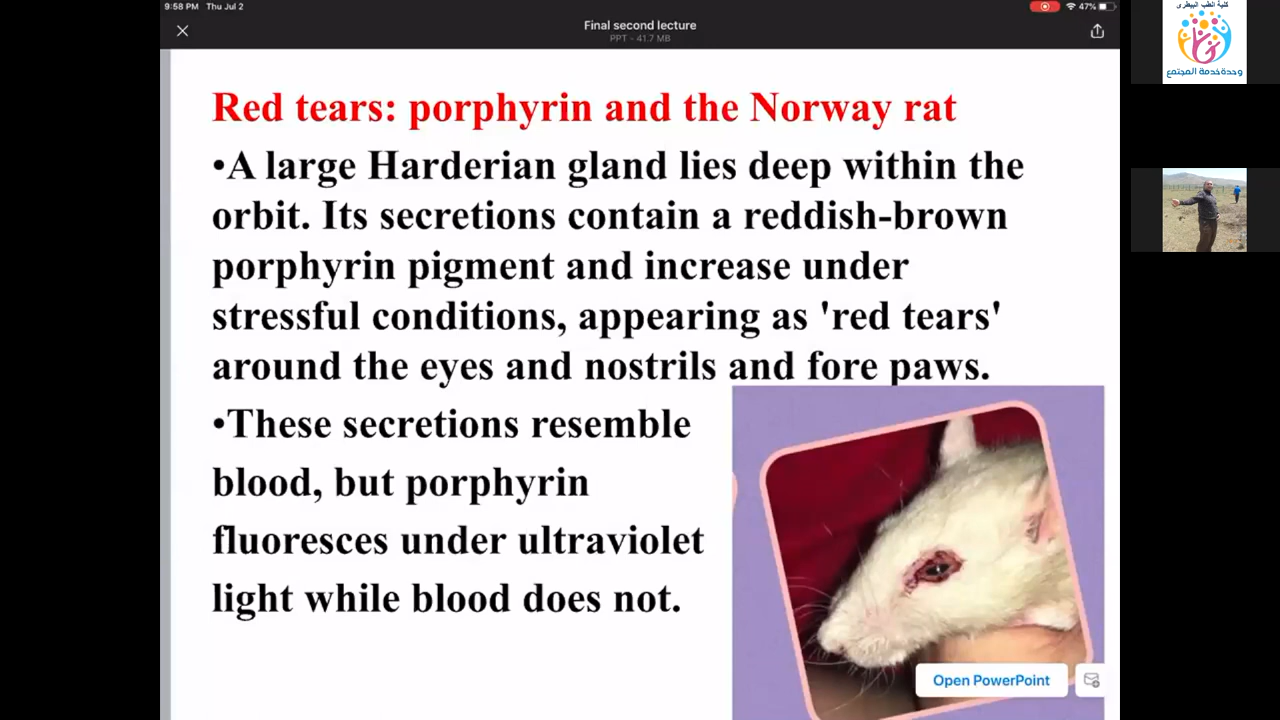 9:58 PM Thu Jul 2
47%
Final second lecture
PPT - 41.7 MB
Red tears: porphyrin and the Norway rat
•A large Harderian gland lies deep within the
orbit. Its secretions contain a reddish-brown
porphyrin pigment and increase under
stressful conditions, appearing as 'red tears'
around the eyes and nostrils and fore paws.
•These secretions resemble
blood, but porphyrin
fluoresces under ultraviolet
light while blood does not.
Open PowerPoint
كلية الطب البيطرى
وحدة خدمة المجتمع